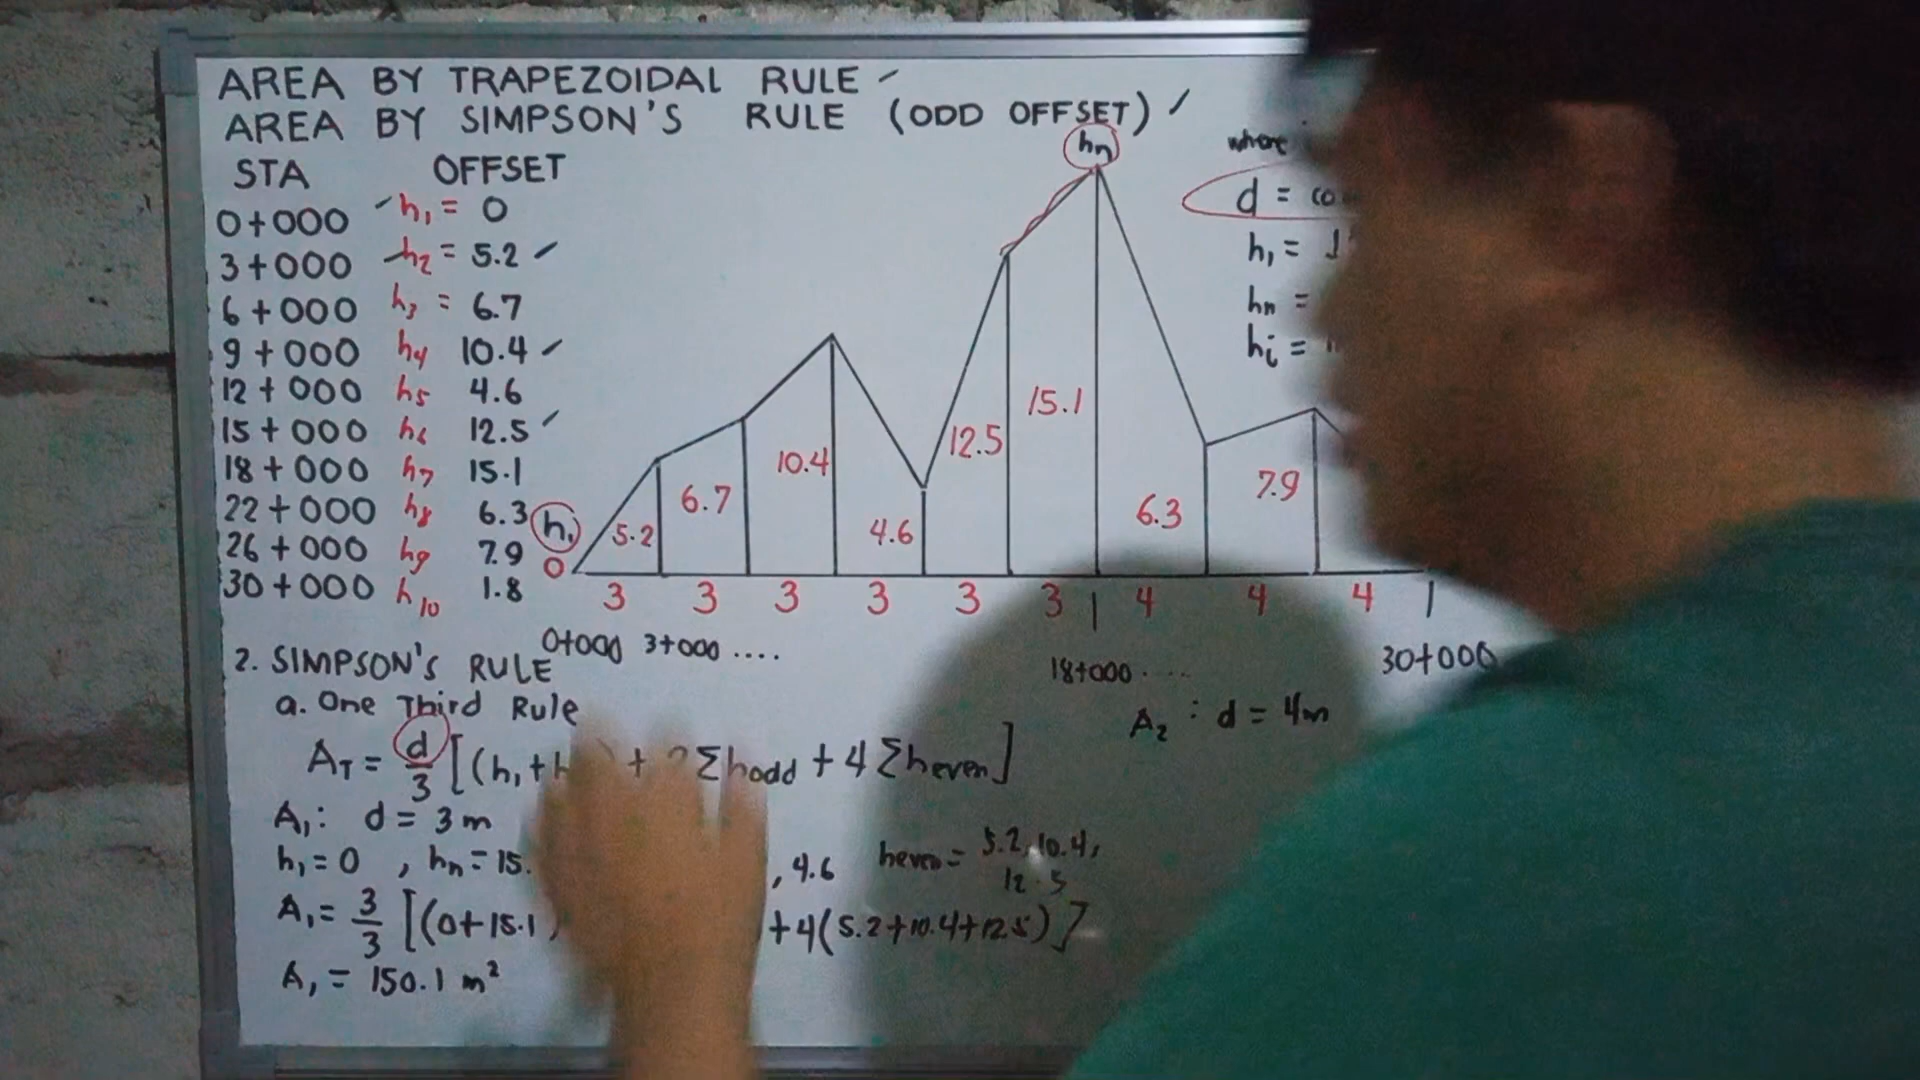 AREA BY TRAPEZOIDAL RULE
AREA BY SIMPSON'S RULE (ODD OFFSET)
STA OFFSET
0+000 h₁ = 0
3+000 h₂ = 5.2
6+000 h₃ = 6.7
9+000 h₄ 10.4
12+000 h₅ 4.6
15+000 h₆ 12.5
18+000 h₇ 15.1
22+000 h₈ 6.3
26+000 h₉ 7.9
30+000 h₁₀ 1.8
hₙ
h₁
0
5.2 6.7 10.4 4.6 12.5 15.1 6.3 7.9
3 3 3 3 3 3 4 4 4
0+000 3+000 ....
18+000 ....
30+000
where
d =
h₁ =
hₙ =
hᵢ =
2. SIMPSON'S RULE
a. One Third Rule
A_T = d/3 [(h₁+ + Σhodd + 4Σheven]
A₁: d = 3m
h₁=0 , hₙ=15. , 4.6 heven = 5.2, 10.4,
12.5
A₁ = 3/3 [(0+15.1) +4(5.2+10.4+12.5)]
A₁ = 150.1 m²
A₂ : d = 4m